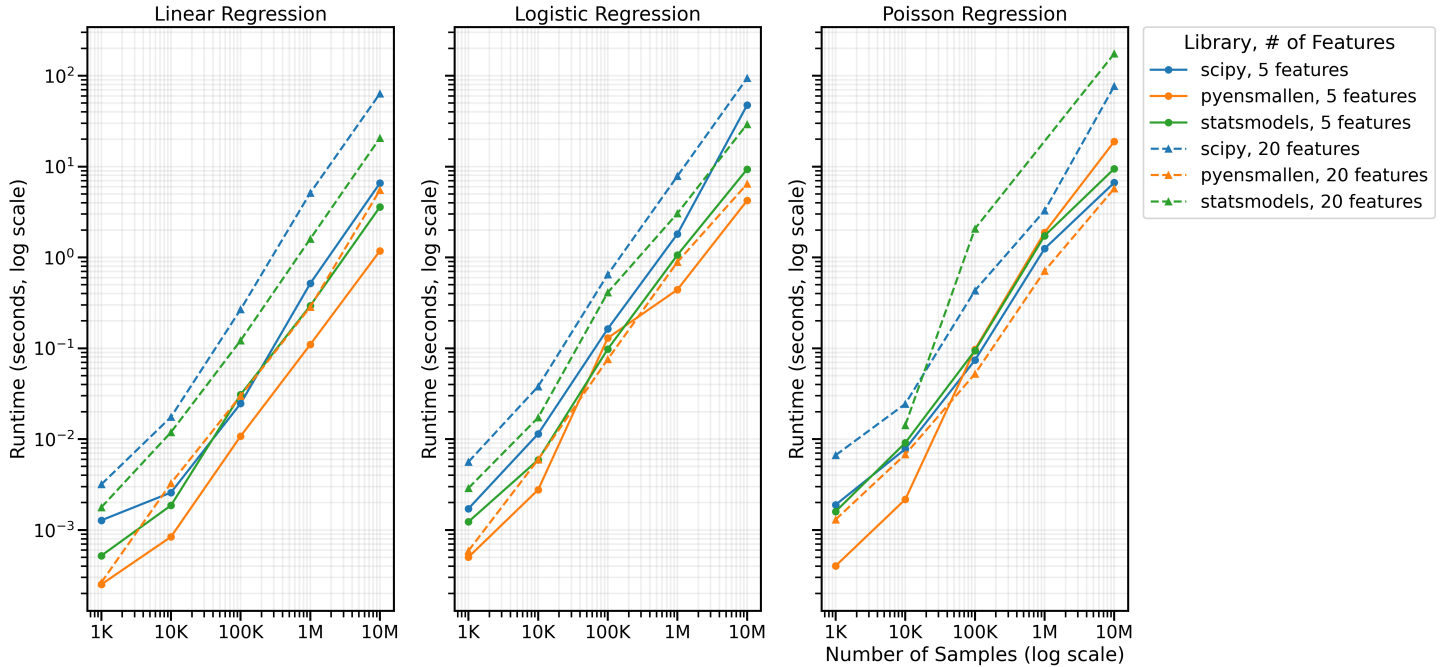 Linear Regression
Logistic Regression
Poisson Regression
Runtime (seconds, log scale)
10²
10¹
10⁰
10⁻¹
10⁻²
10⁻³
1K 10K 100K 1M 10M
Runtime (seconds, log scale)
1K 10K 100K 1M 10M
Runtime (seconds, log scale)
1K 10K 100K 1M 10M
Number of Samples (log scale)
Library, # of Features
scipy, 5 features
pyensmallen, 5 features
statsmodels, 5 features
scipy, 20 features
pyensmallen, 20 features
statsmodels, 20 features